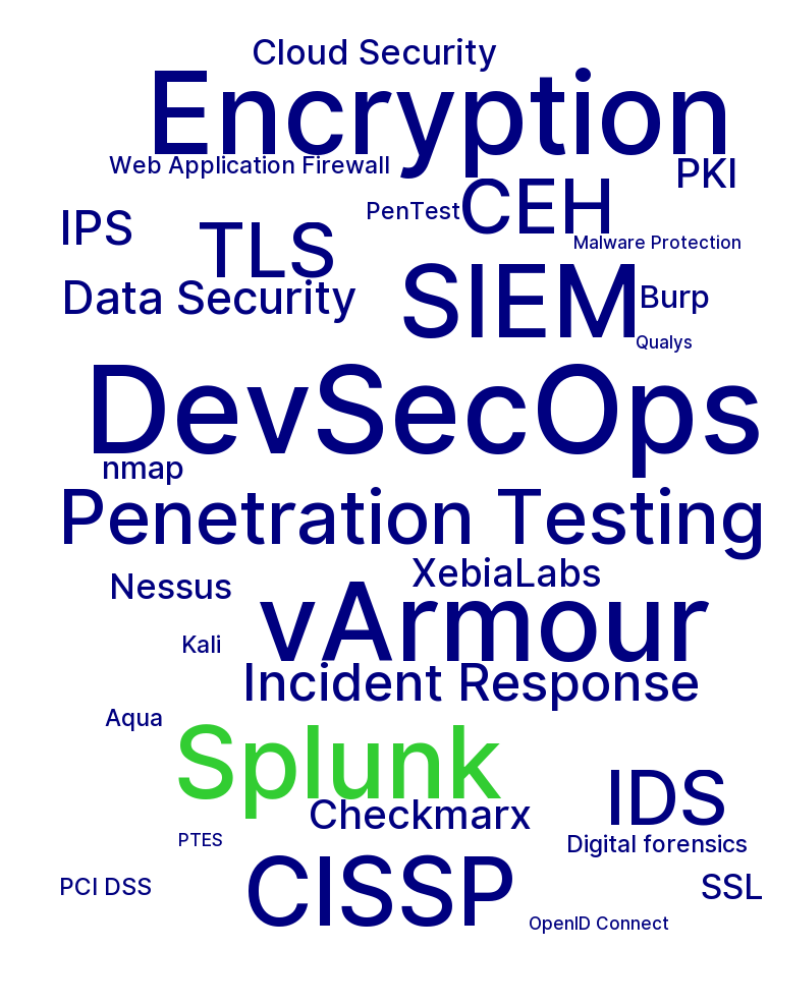 Cloud Security
Encryption
Web Application Firewall
PKI
PenTest
CEH
IPS
TLS
Malware Protection
Data Security
SIEM
Burp
Qualys
DevSecOps
nmap
Penetration Testing
XebiaLabs
Nessus
vArmour
Kali
Incident Response
Aqua
Splunk
IDS
Checkmarx
PTES
Digital forensics
PCI DSS
CISSP
SSL
OpenID Connect